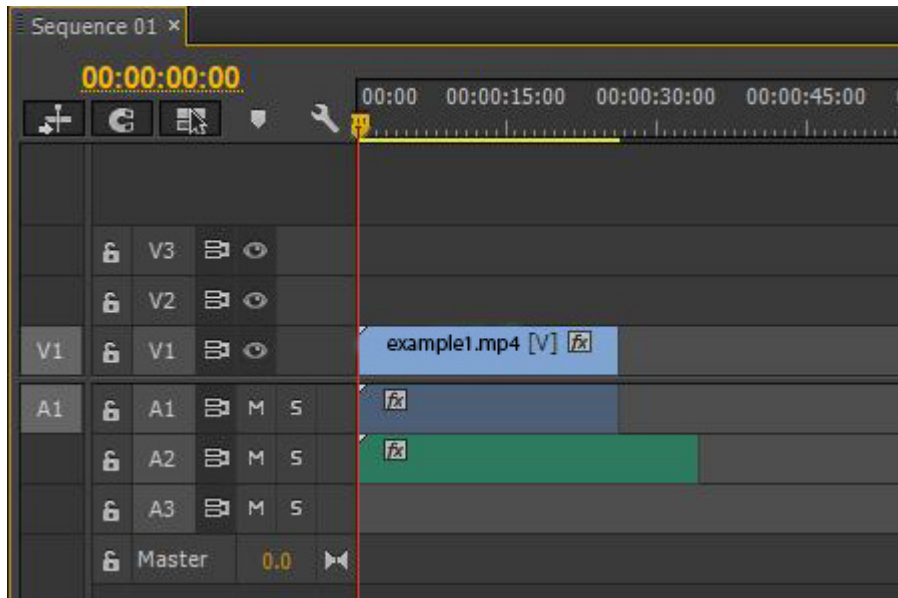 Sequence 01 ×
00:00:00:00
00:00 00:00:15:00 00:00:30:00 00:00:45:00
V3
V2
V1 V1 example1.mp4 [V] fx
A1 A1 M S fx
A2 M S fx
A3 M S
Master 0.0